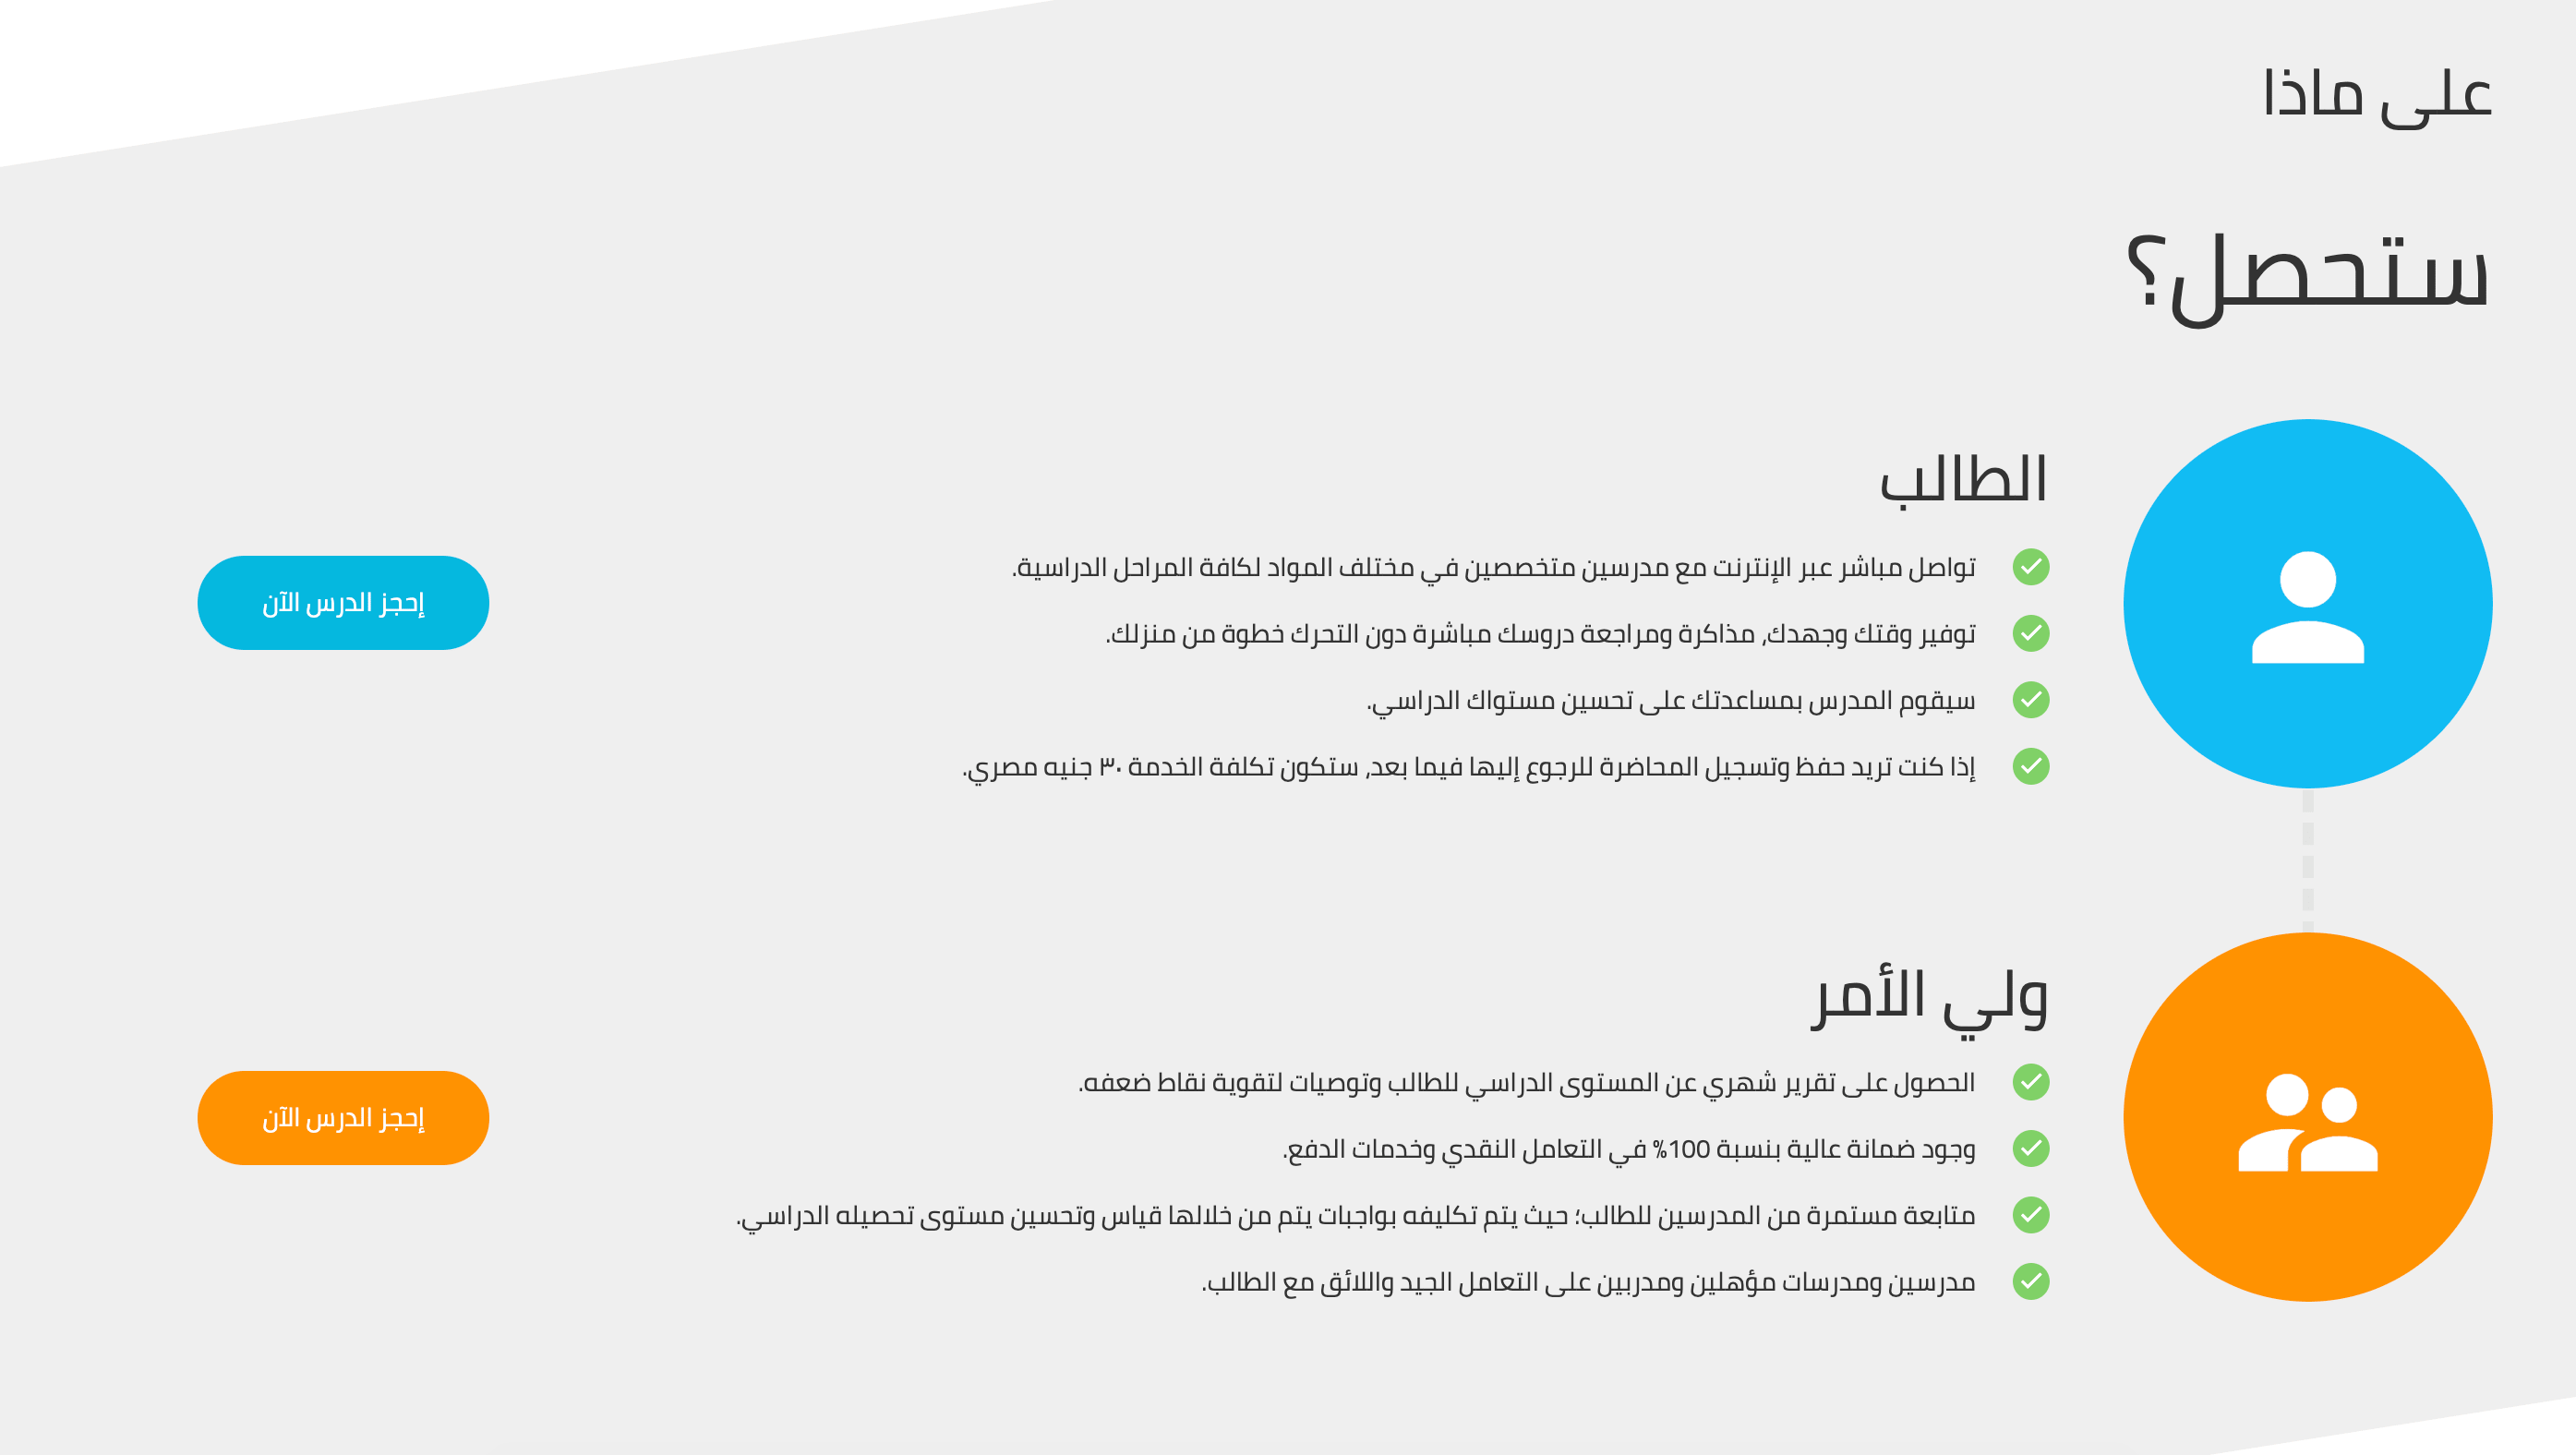 على ماذا
ستحصل؟
الطالب
تواصل مباشر عبر الإنترنت مع مدرسين متخصصين في مختلف المواد لكافة المراحل الدراسية.
توفير وقتك وجهدك، مذاكرة ومراجعة دروسك مباشرة دون التحرك خطوة من منزلك.
سيقوم المدرس بمساعدتك على تحسين مستواك الدراسي.
إذا كنت تريد حفظ وتسجيل المحاضرة للرجوع إليها فيما بعد، ستكون تكلفة الخدمة ٣٠ جنيه مصري.
إحجز الدرس الآن
ولي الأمر
الحصول على تقرير شهري عن المستوى الدراسي للطالب وتوصيات لتقوية نقاط ضعفه.
وجود ضمانة عالية بنسبة 100% في التعامل النقدي وخدمات الدفع.
متابعة مستمرة من المدرسين للطالب؛ حيث يتم تكليفه بواجبات يتم من خلالها قياس وتحسين مستوى تحصيله الدراسي.
مدرسين ومدرسات مؤهلين ومدربين على التعامل الجيد واللائق مع الطالب.
إحجز الدرس الآن